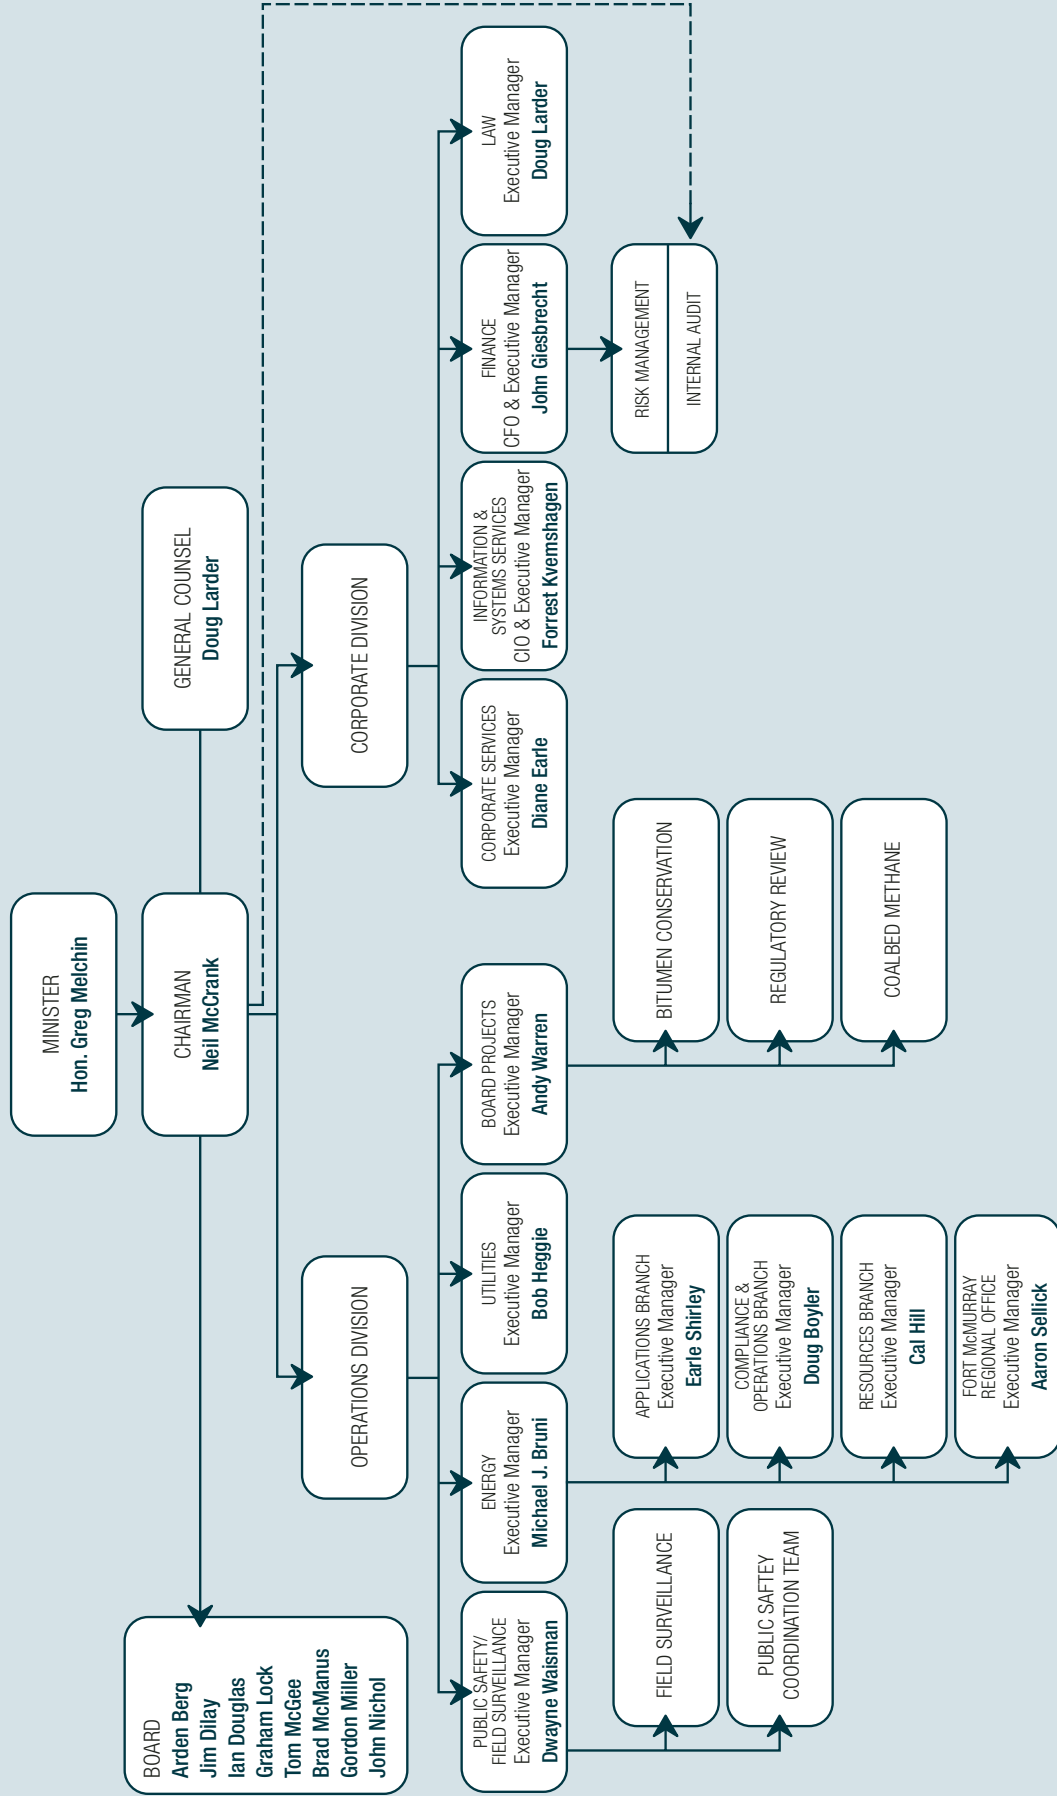 MINISTER
Hon. Greg Melchin
CHAIRMAN
Neil McCrank
GENERAL COUNSEL
Doug Larder
BOARD
Arden Berg
Jim Dilay
Ian Douglas
Graham Lock
Tom McGee
Brad McManus
Gordon Miller
John Nichol
OPERATIONS DIVISION
CORPORATE DIVISION
PUBLIC SAFETY/
FIELD SURVEILLANCE
Executive Manager
Dwayne Waisman
ENERGY
Executive Manager
Michael J. Bruni
UTILITIES
Executive Manager
Bob Heggie
BOARD PROJECTS
Executive Manager
Andy Warren
CORPORATE SERVICES
Executive Manager
Diane Earle
INFORMATION &
SYSTEMS SERVICES
CIO & Executive Manager
Forrest Kvemshagen
FINANCE
CFO & Executive Manager
John Giesbrecht
LAW
Executive Manager
Doug Larder
FIELD SURVEILLANCE
PUBLIC SAFTEY
COORDINATION TEAM
APPLICATIONS BRANCH
Executive Manager
Earle Shirley
COMPLIANCE &
OPERATIONS BRANCH
Executive Manager
Doug Boyler
RESOURCES BRANCH
Executive Manager
Cal Hill
FORT McMURRAY
REGIONAL OFFICE
Executive Manager
Aaron Sellick
BITUMEN CONSERVATION
REGULATORY REVIEW
COALBED METHANE
RISK MANAGEMENT
INTERNAL AUDIT